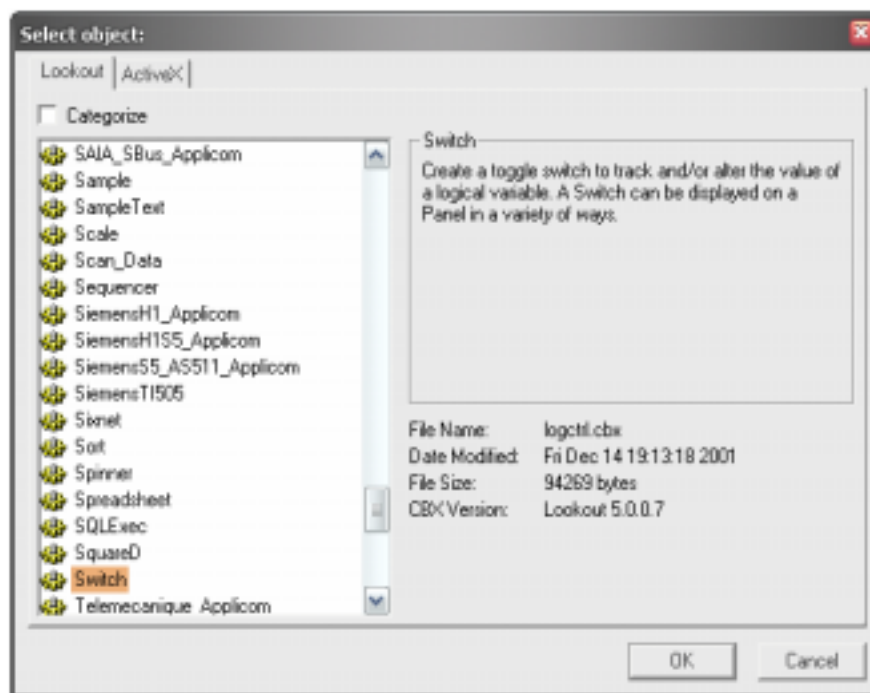 Select object:
Lookout
ActiveX
Categorize
SAIA_SBus_Applicom
Sample
SampleText
Scale
Scan_Data
Sequencer
SiemensH1_Applicom
SiemensH1S5_Applicom
SiemensS5_AS511_Applicom
SiemensTI505
Sixnet
Sort
Spinner
Spreadsheet
SQLExec
SquareD
Switch
Telemecanique_Applicom
Switch
Create a toggle switch to track and/or alter the value of
a logical variable. A Switch can be displayed on a
Panel in a variety of ways.
File Name: logctrl.cbx
Date Modified: Fri Dec 14 19:13:18 2001
File Size: 94269 bytes
CBX Version: Lookout 5.0.0.7
OK
Cancel